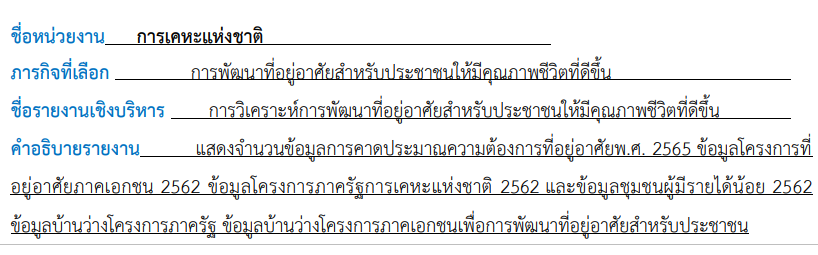 ชื่อหน่วยงาน การเคหะแห่งชาติ
ภารกิจที่เลือก การพัฒนาที่อยู่อาศัยสำหรับประชาชนให้มีคุณภาพชีวิตที่ดีขึ้น
ชื่อรายงานเชิงบริหาร การวิเคราะห์การพัฒนาที่อยู่อาศัยสำหรับประชาชนให้มีคุณภาพชีวิตที่ดีขึ้น
คำอธิบายรายงาน แสดงจำนวนข้อมูลการคาดประมาณความต้องการที่อยู่อาศัยพ.ศ. 2565 ข้อมูลโครงการที่
อยู่อาศัยภาคเอกชน 2562 ข้อมูลโครงการภาครัฐการเคหะแห่งชาติ 2562 และข้อมูลชุมชนผู้มีรายได้น้อย 2562
ข้อมูลบ้านว่างโครงการภาครัฐ ข้อมูลบ้านว่างโครงการภาคเอกชนเพื่อการพัฒนาที่อยู่อาศัยสำหรับประชาชน